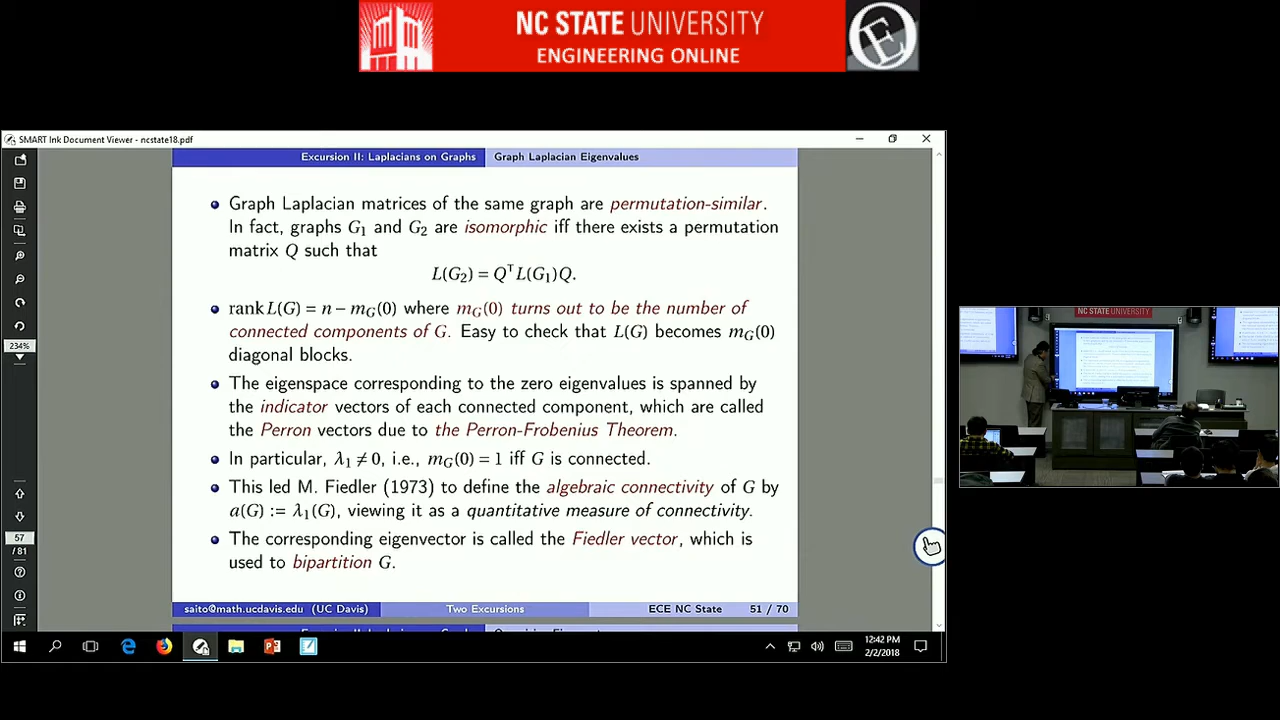 NC STATE UNIVERSITY
ENGINEERING ONLINE
SMART Ink Document Viewer - ncstate18.pdf
Excursion II: Laplacians on Graphs Graph Laplacian Eigenvalues
Graph Laplacian matrices of the same graph are permutation-similar.
In fact, graphs G₁ and G₂ are isomorphic iff there exists a permutation
matrix Q such that
L(G₂) = QᵀL(G₁)Q.
rank L(G) = n − m_G(0) where m_G(0) turns out to be the number of
connected components of G. Easy to check that L(G) becomes m_G(0)
diagonal blocks.
The eigenspace corresponding to the zero eigenvalues is spanned by
the indicator vectors of each connected component, which are called
the Perron vectors due to the Perron-Frobenius Theorem.
In particular, λ₁ ≠ 0, i.e., m_G(0) = 1 iff G is connected.
This led M. Fiedler (1973) to define the algebraic connectivity of G by
a(G) := λ₁(G), viewing it as a quantitative measure of connectivity.
The corresponding eigenvector is called the Fiedler vector, which is
used to bipartition G.
saito@math.ucdavis.edu (UC Davis) Two Excursions ECE NC State 51 / 70
234%
57
/ 81
12:42 PM
2/2/2018
NC STATE UNIVERSITY